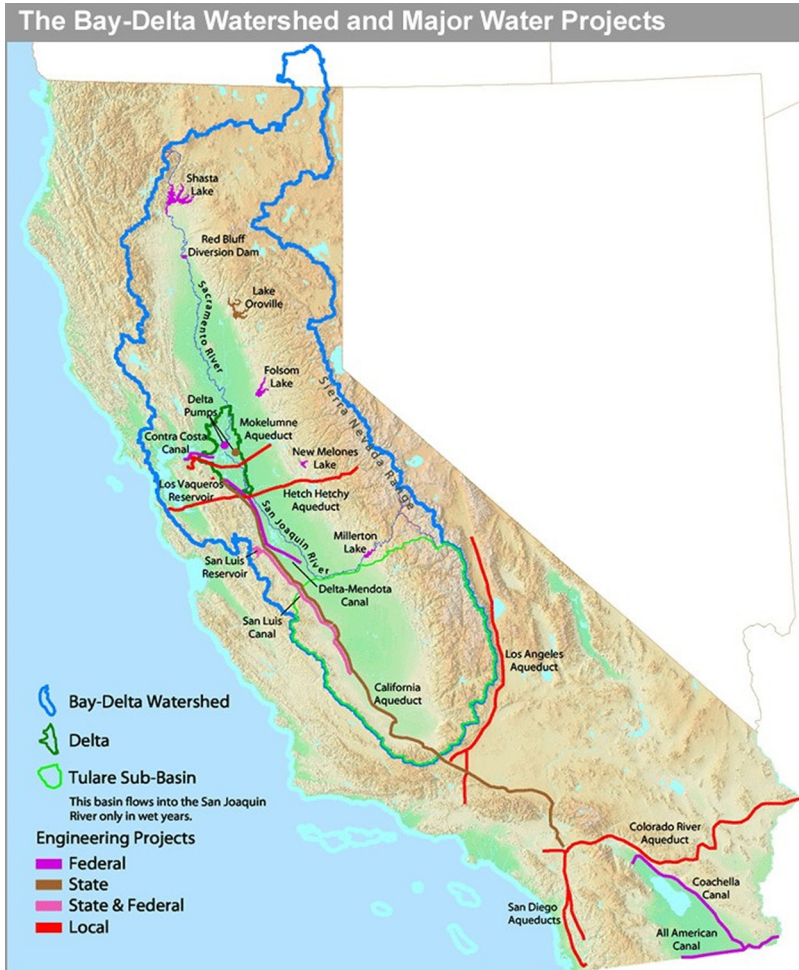 The Bay-Delta Watershed and Major Water Projects
Shasta
Lake
Red Bluff
Diversion Dam
Sacramento River
Lake
Oroville
Folsom
Lake
Sierra Nevada Range
Delta
Pumps
Mokelumne
Aqueduct
Contra Costa
Canal
New Melones
Lake
Los Vaqueros
Reservoir
Hetch Hetchy
Aqueduct
San Joaquin River
Millerton
Lake
San Luis
Reservoir
Delta-Mendota
Canal
San Luis
Canal
Los Angeles
Aqueduct
California
Aqueduct
Bay-Delta Watershed
Delta
Tulare Sub-Basin
This basin flows into the San Joaquin
River only in wet years.
Engineering Projects
Federal
State
State & Federal
Local
Colorado River
Aqueduct
Coachella
Canal
San Diego
Aqueducts
All American
Canal